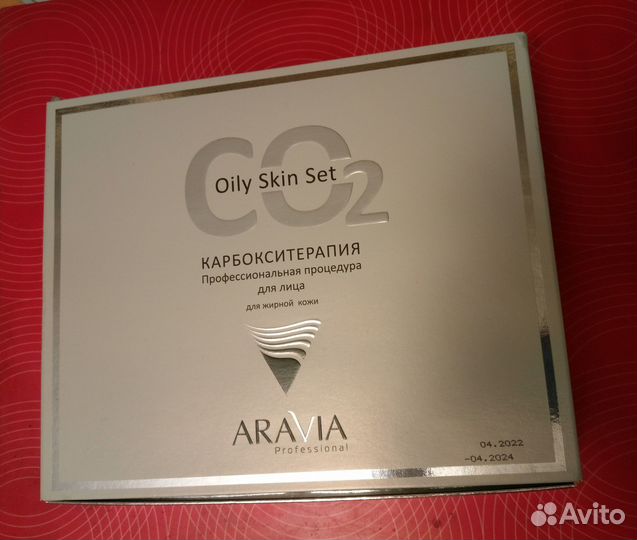 CO2
Oily Skin Set
КАРБОКСИТЕРАПИЯ
Профессиональная процедура
для лица
для жирной кожи
ARAVIA
Professional
04.2022
-04.2024
Avito